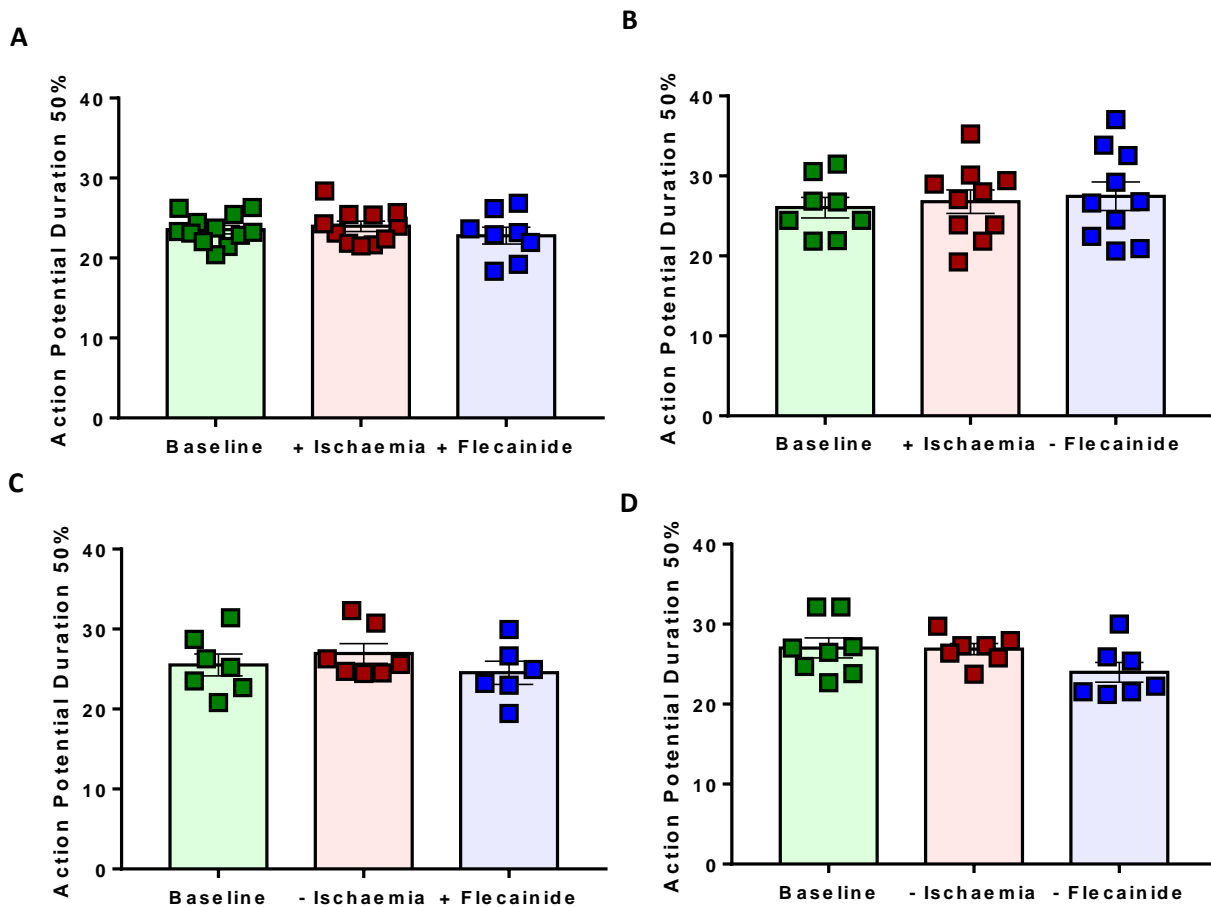 A
Action Potential Duration 50%
40
30
20
10
0
Baseline + Ischaemia + Flecainide
B
Action Potential Duration 50%
40
30
20
10
0
Baseline + Ischaemia - Flecainide
C
Action Potential Duration 50%
40
30
20
10
0
Baseline - Ischaemia + Flecainide
D
Action Potential Duration 50%
40
30
20
10
0
Baseline - Ischaemia - Flecainide